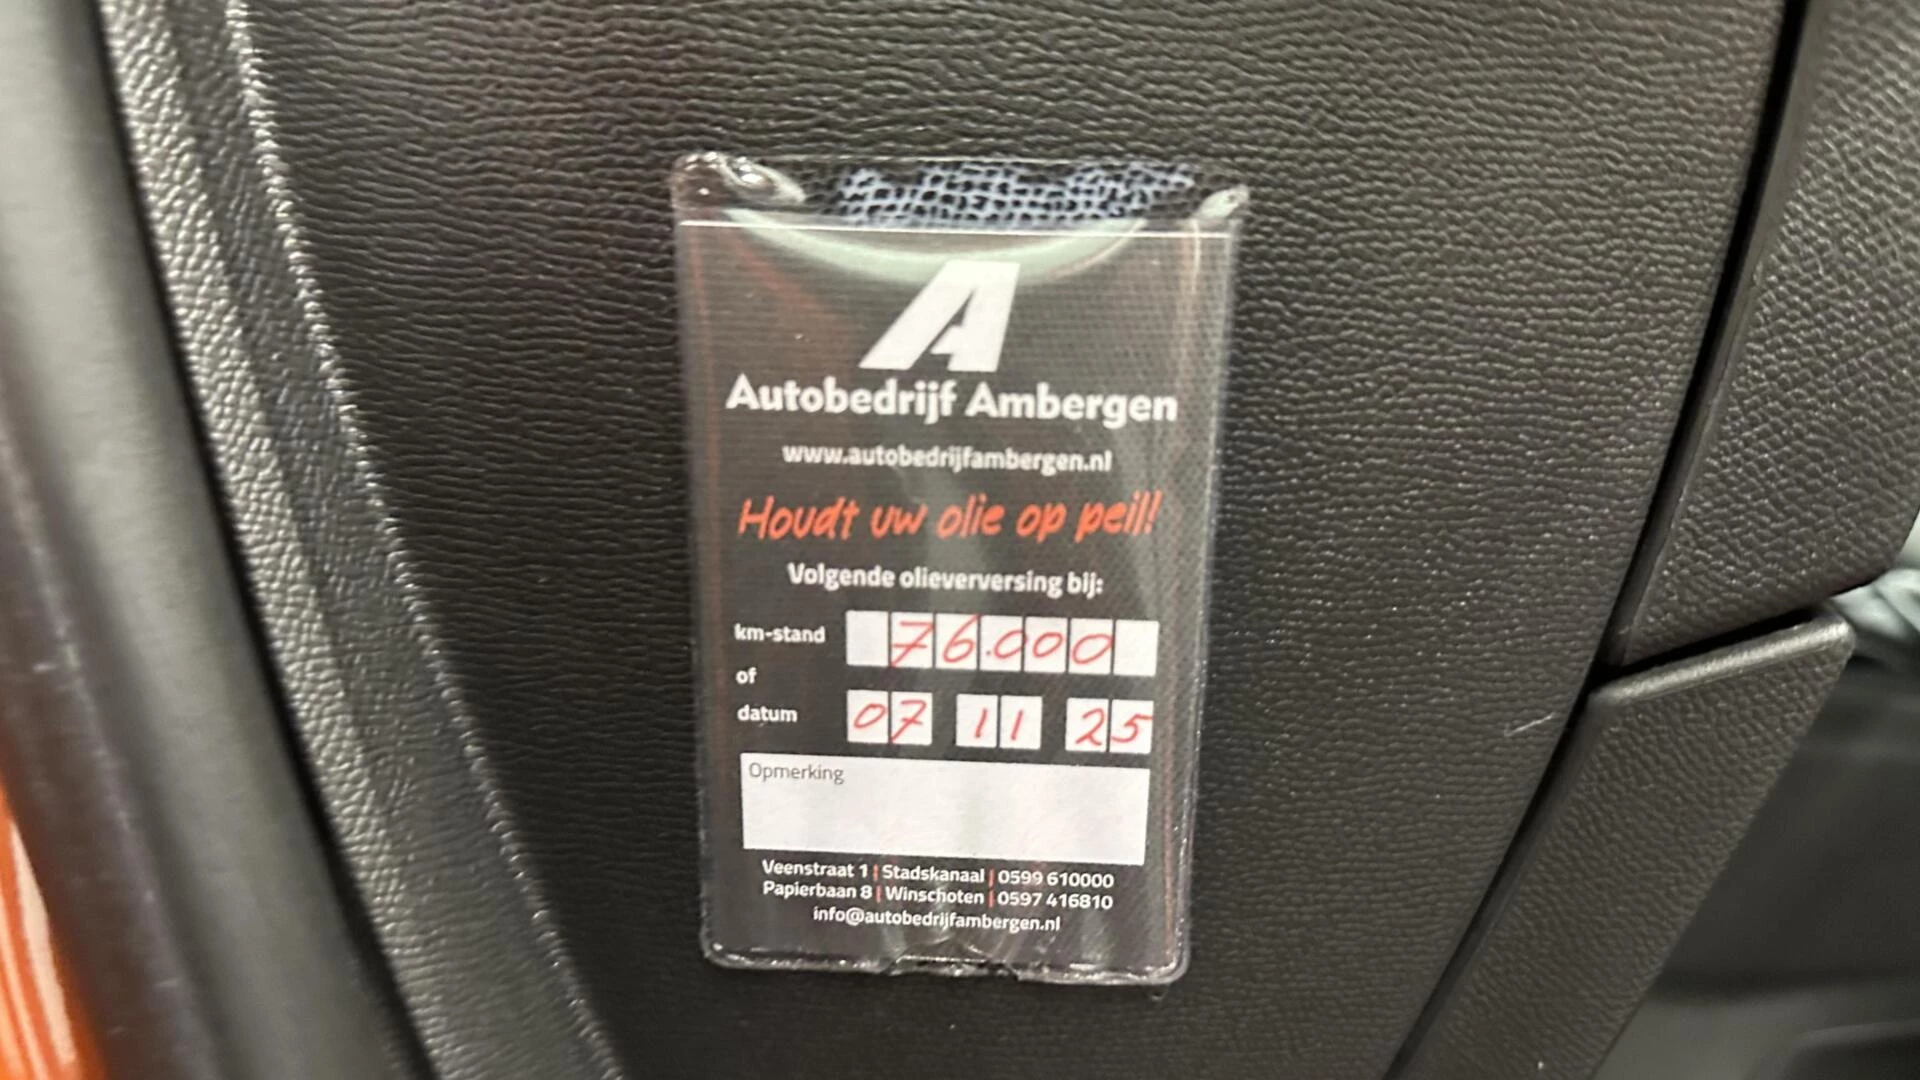 A
Autobedrijf Ambergen
www.autobedrijfambergen.nl
Houdt uw olie op peil!
Volgende olieverversing bij:
km-stand 76.000
of
datum 07 11 25
Opmerking
Veenstraat 1 | Stadskanaal | 0599 610000
Papierbaan 8 | Winschoten | 0597 416810
info@autobedrijfambergen.nl